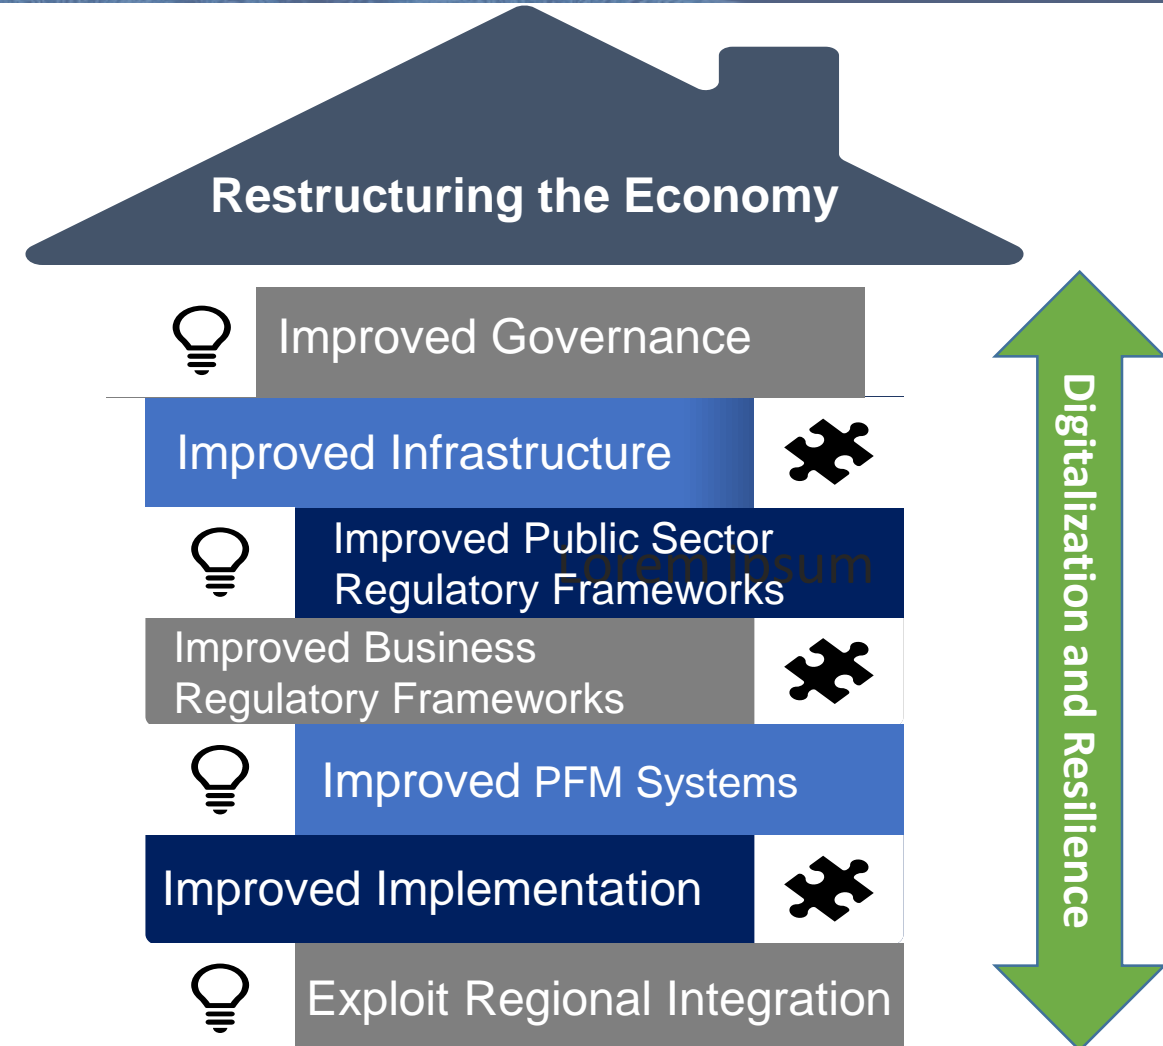 Restructuring the Economy
Improved Governance
Improved Infrastructure
Improved Public Sector
Regulatory Frameworks
Lorem Ipsum
Improved Business
Regulatory Frameworks
Improved PFM Systems
Improved Implementation
Exploit Regional Integration
Digitalization and Resilience